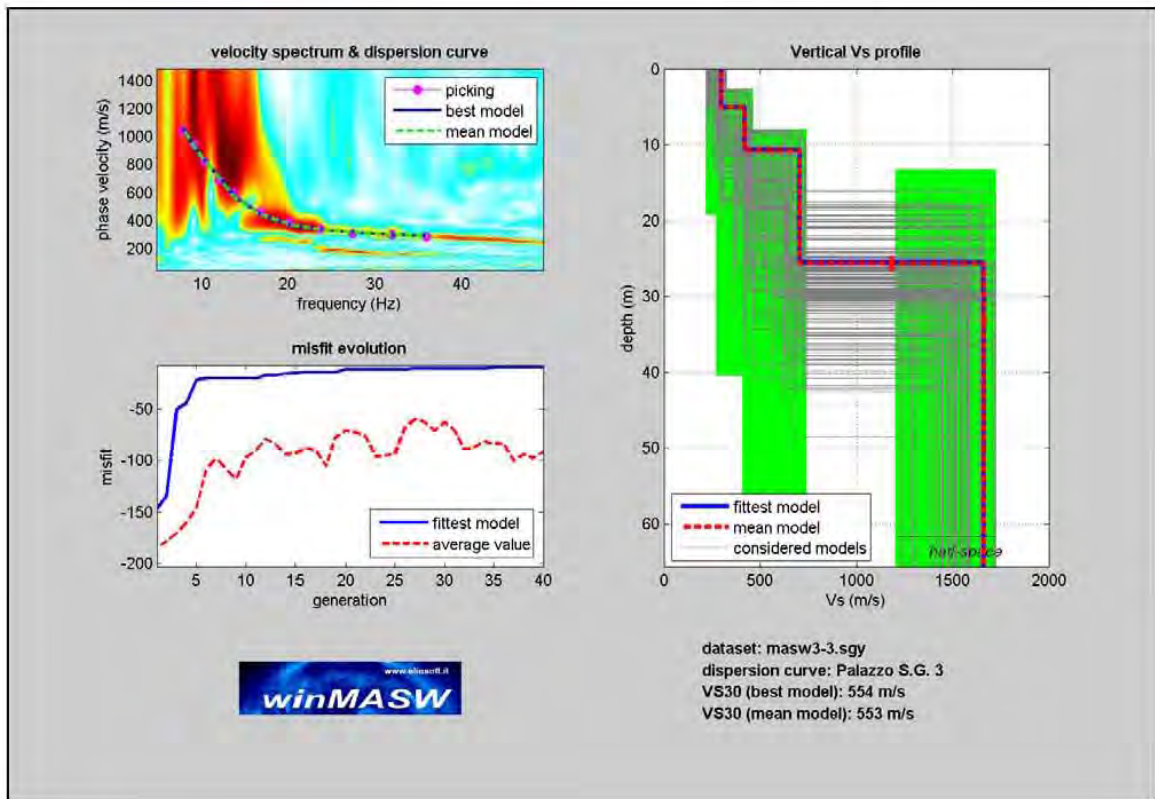 velocity spectrum & dispersion curve
1400
1200
1000
800
600
400
200
phase velocity (m/s)
picking
best model
mean model
10
20
30
40
frequency (Hz)
misfit evolution
-50
-100
-150
-200
misfit
fittest model
average value
5
10
15
20
25
30
35
40
generation
www.eliosoft.it
winMASW
Vertical Vs profile
0
10
20
30
40
50
60
depth (m)
fittest model
mean model
considered models
half-space
0
500
1000
1500
2000
Vs (m/s)
dataset: masw3-3.sgy
dispersion curve: Palazzo S.G. 3
VS30 (best model): 554 m/s
VS30 (mean model): 553 m/s